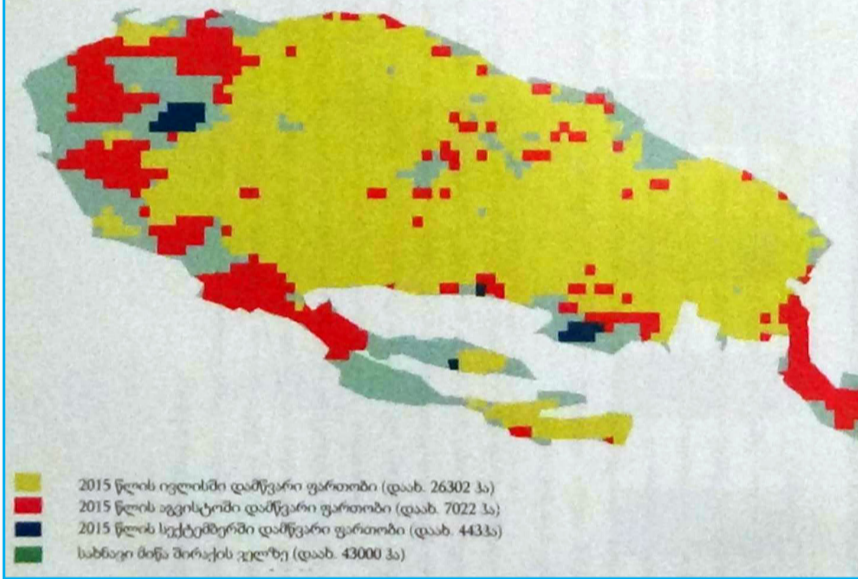 2015 წლის ივლისში დამწვარი ფართობი (დაახ. 26302 ჰა)
2015 წლის აგვისტოში დამწვარი ფართობი (დაახ. 7022 ჰა)
2015 წლის სექტემბერში დამწვარი ფართობი (დაახ. 443ჰა)
სახნავი მიწა შირაქის ველზე (დაახ. 43000 ჰა)